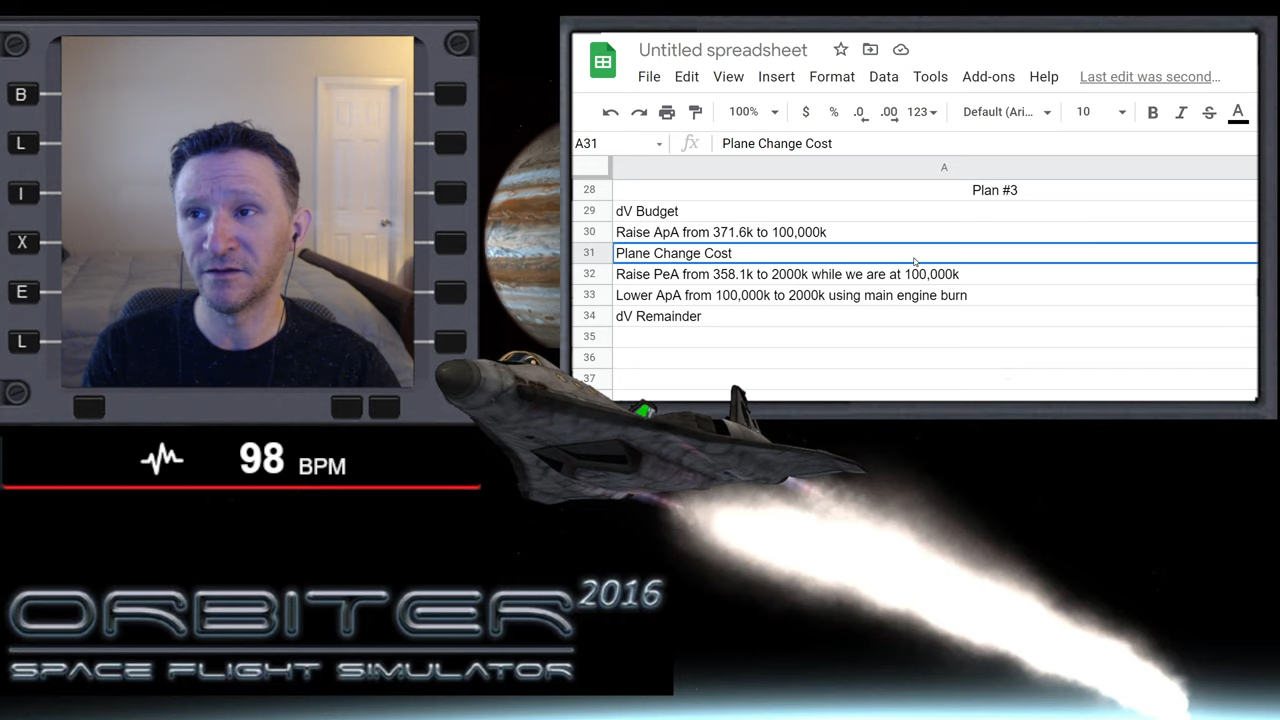 B
L
I
X
E
L
98 BPM
ORBITER 2016
SPACE FLIGHT SIMULATOR
Untitled spreadsheet
File Edit View Insert Format Data Tools Add-ons Help Last edit was second...
100% $ % .0 .00 123 Default (Ari... 10 B I S A
A31 fx Plane Change Cost
A
28 Plan #3
29 dV Budget
30 Raise ApA from 371.6k to 100,000k
31 Plane Change Cost
32 Raise PeA from 358.1k to 2000k while we are at 100,000k
33 Lower ApA from 100,000k to 2000k using main engine burn
34 dV Remainder
35
36
37